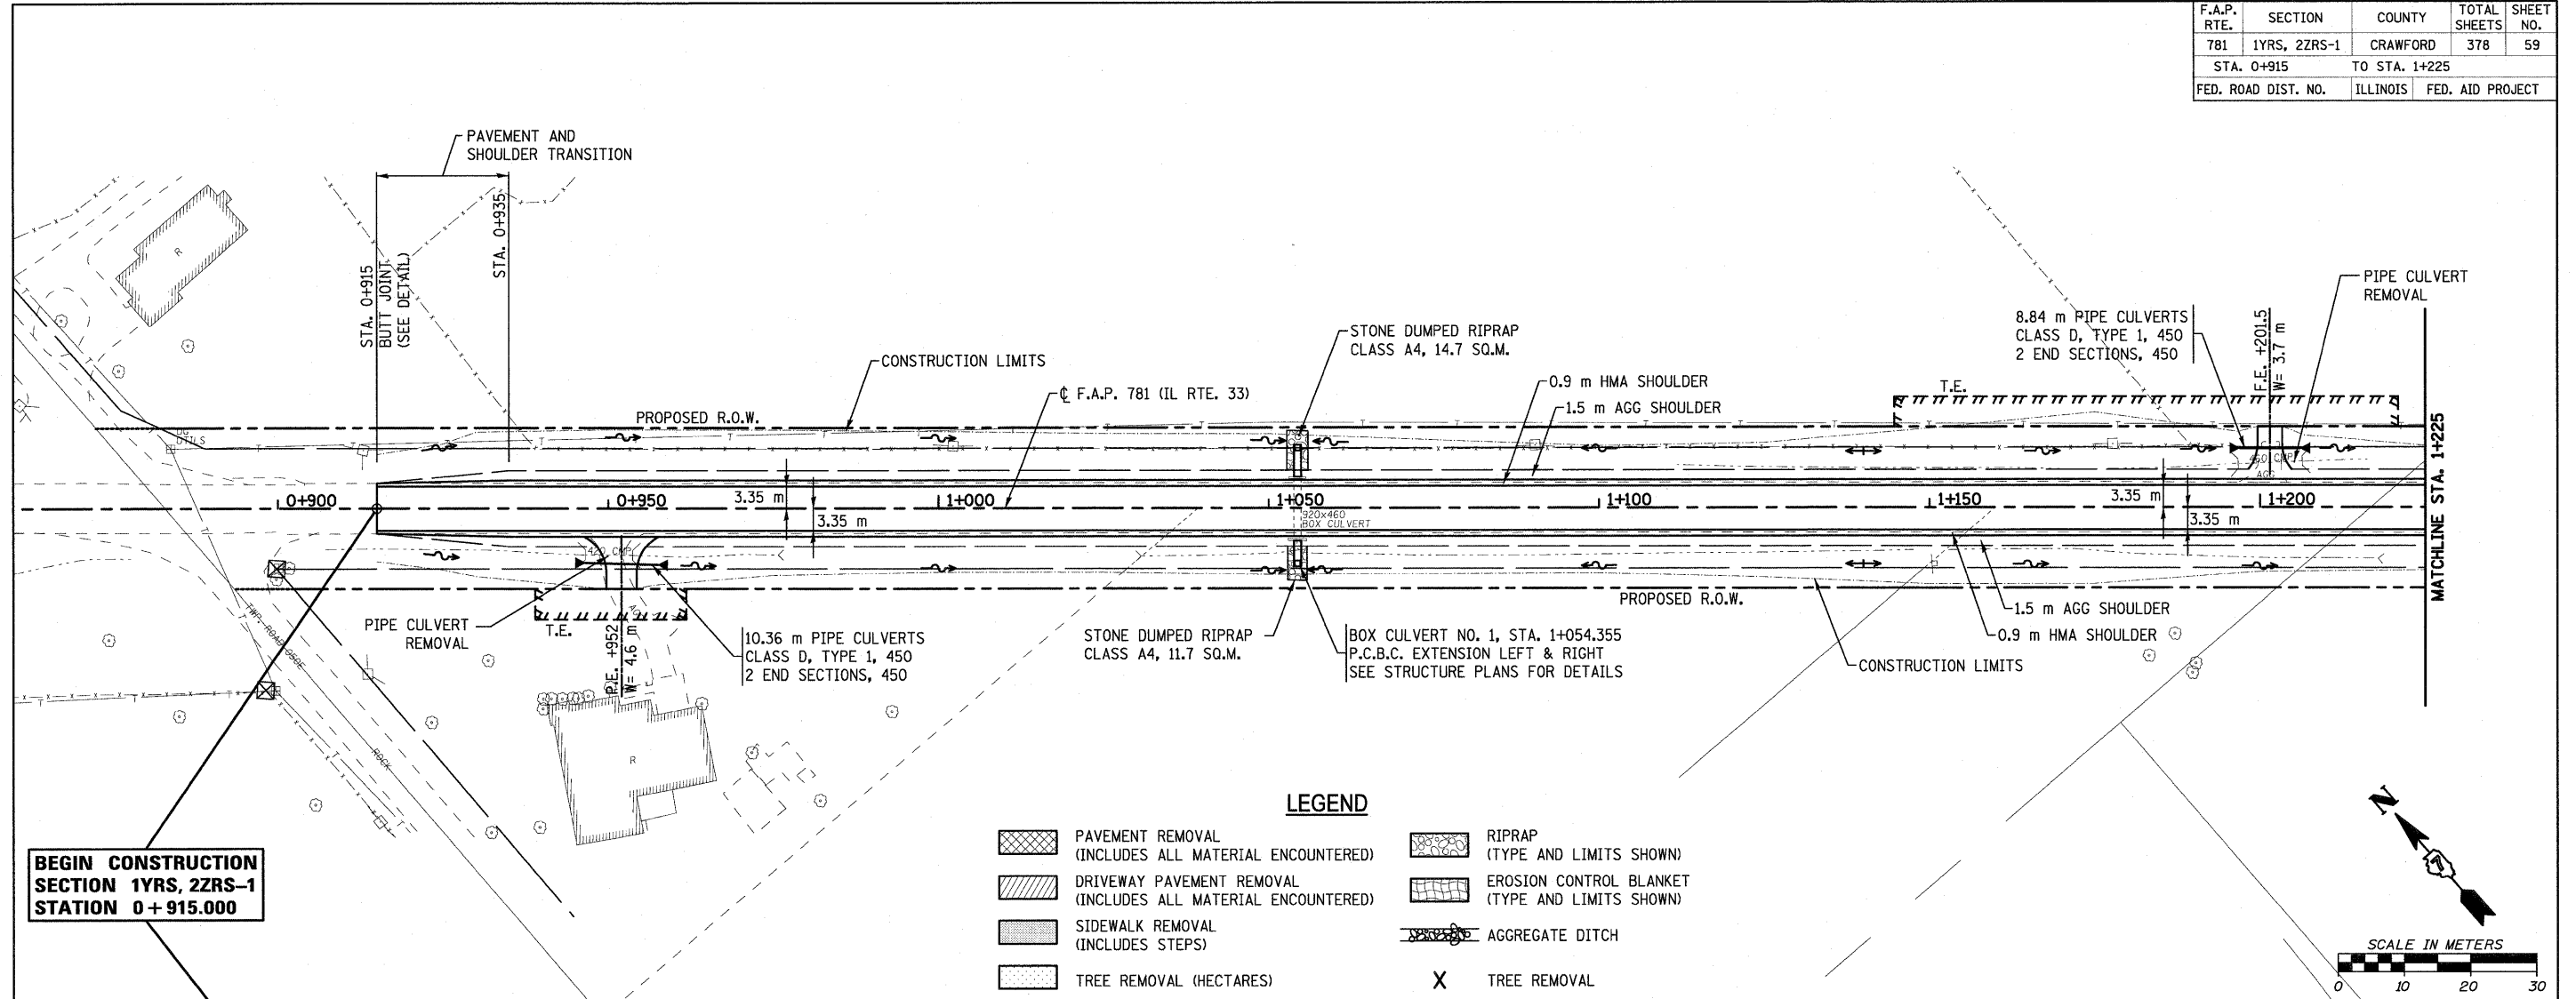 F.A.P. RTE. SECTION COUNTY TOTAL SHEETS SHEET NO.
781 1YRS, 2ZRS-1 CRAWFORD 378 59
STA. 0+915 TO STA. 1+225
FED. ROAD DIST. NO. ILLINOIS FED. AID PROJECT
PAVEMENT AND
SHOULDER TRANSITION
STA. 0+915
BUTT JOINT
(SEE DETAIL)
STA. 0+935
R
CONSTRUCTION LIMITS
℄ F.A.P. 781 (IL RTE. 33)
STONE DUMPED RIPRAP
CLASS A4, 14.7 SQ.M.
0.9 m HMA SHOULDER
1.5 m AGG SHOULDER
8.84 m PIPE CULVERTS
CLASS D, TYPE 1, 450
2 END SECTIONS, 450
F.E. +201.5
W= 3.7 m
PIPE CULVERT
REMOVAL
T.E.
PROPOSED R.O.W.
UTILS
AGG
0+900
0+950
1+000
1+050
1+100
1+150
1+200
3.35 m
3.35 m
3.35 m
3.35 m
MATCHLINE STA. 1+225
920x460
BOX CULVERT
420 CMP
PIPE CULVERT
REMOVAL
T.E.
P.E. +952
W= 4.6 m
10.36 m PIPE CULVERTS
CLASS D, TYPE 1, 450
2 END SECTIONS, 450
STONE DUMPED RIPRAP
CLASS A4, 11.7 SQ.M.
BOX CULVERT NO. 1, STA. 1+054.355
P.C.B.C. EXTENSION LEFT & RIGHT
SEE STRUCTURE PLANS FOR DETAILS
PROPOSED R.O.W.
1.5 m AGG SHOULDER
0.9 m HMA SHOULDER
CONSTRUCTION LIMITS
TWP. ROAD
ROCK
R
BEGIN CONSTRUCTION
SECTION 1YRS, 2ZRS-1
STATION 0+915.000
LEGEND
PAVEMENT REMOVAL
(INCLUDES ALL MATERIAL ENCOUNTERED)
DRIVEWAY PAVEMENT REMOVAL
(INCLUDES ALL MATERIAL ENCOUNTERED)
SIDEWALK REMOVAL
(INCLUDES STEPS)
TREE REMOVAL (HECTARES)
RIPRAP
(TYPE AND LIMITS SHOWN)
EROSION CONTROL BLANKET
(TYPE AND LIMITS SHOWN)
AGGREGATE DITCH
X TREE REMOVAL
N
SCALE IN METERS
0 10 20 30